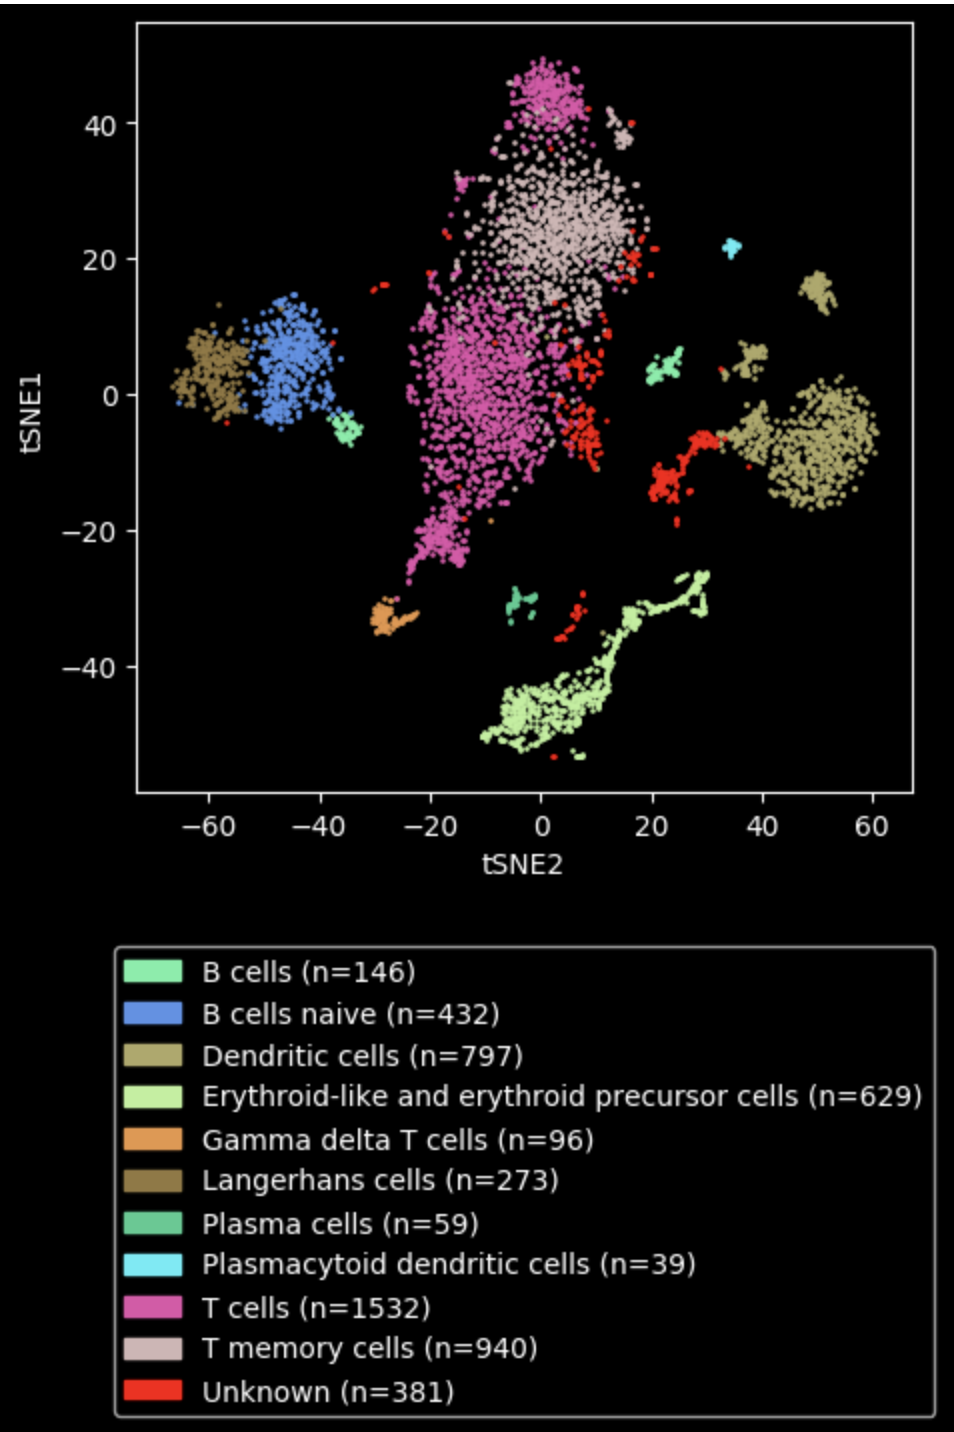 40
20
0
−20
−40
tSNE1
−60 −40 −20 0 20 40 60
tSNE2
B cells (n=146)
B cells naive (n=432)
Dendritic cells (n=797)
Erythroid-like and erythroid precursor cells (n=629)
Gamma delta T cells (n=96)
Langerhans cells (n=273)
Plasma cells (n=59)
Plasmacytoid dendritic cells (n=39)
T cells (n=1532)
T memory cells (n=940)
Unknown (n=381)